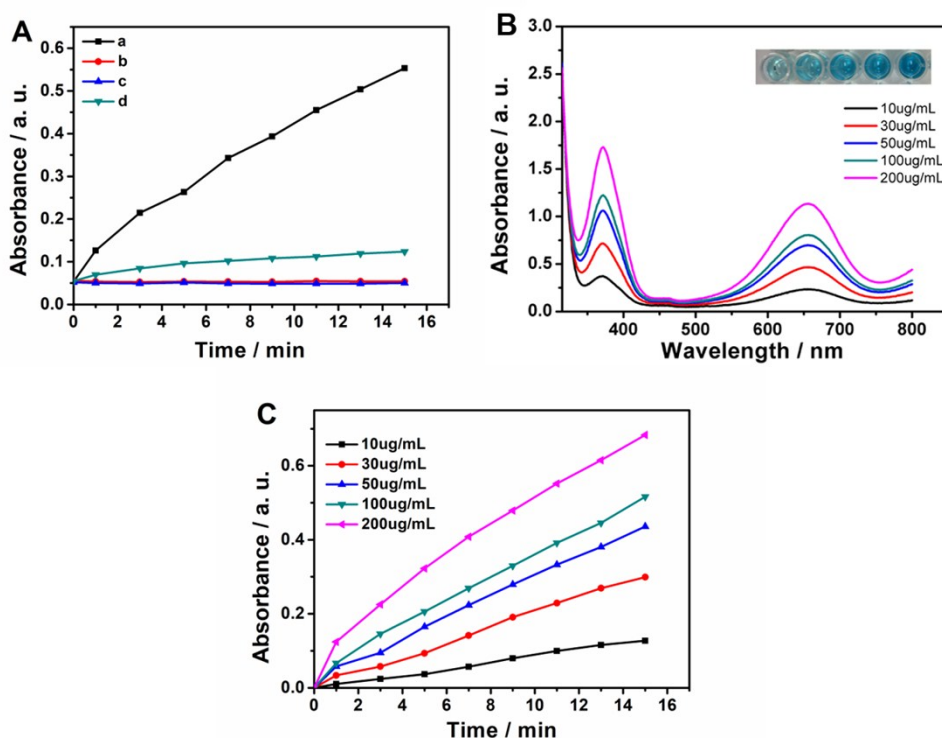 A
a
b
c
d
0.6
0.5
0.4
0.3
0.2
0.1
0.0
Absorbance / a. u.
0 2 4 6 8 10 12 14 16
Time / min
B
3.0
2.5
2.0
1.5
1.0
0.5
0.0
Absorbance / a. u.
10ug/mL
30ug/mL
50ug/mL
100ug/mL
200ug/mL
400 500 600 700 800
Wavelength / nm
C
10ug/mL
30ug/mL
50ug/mL
100ug/mL
200ug/mL
0.6
0.4
0.2
0.0
Absorbance / a. u.
0 2 4 6 8 10 12 14 16
Time / min